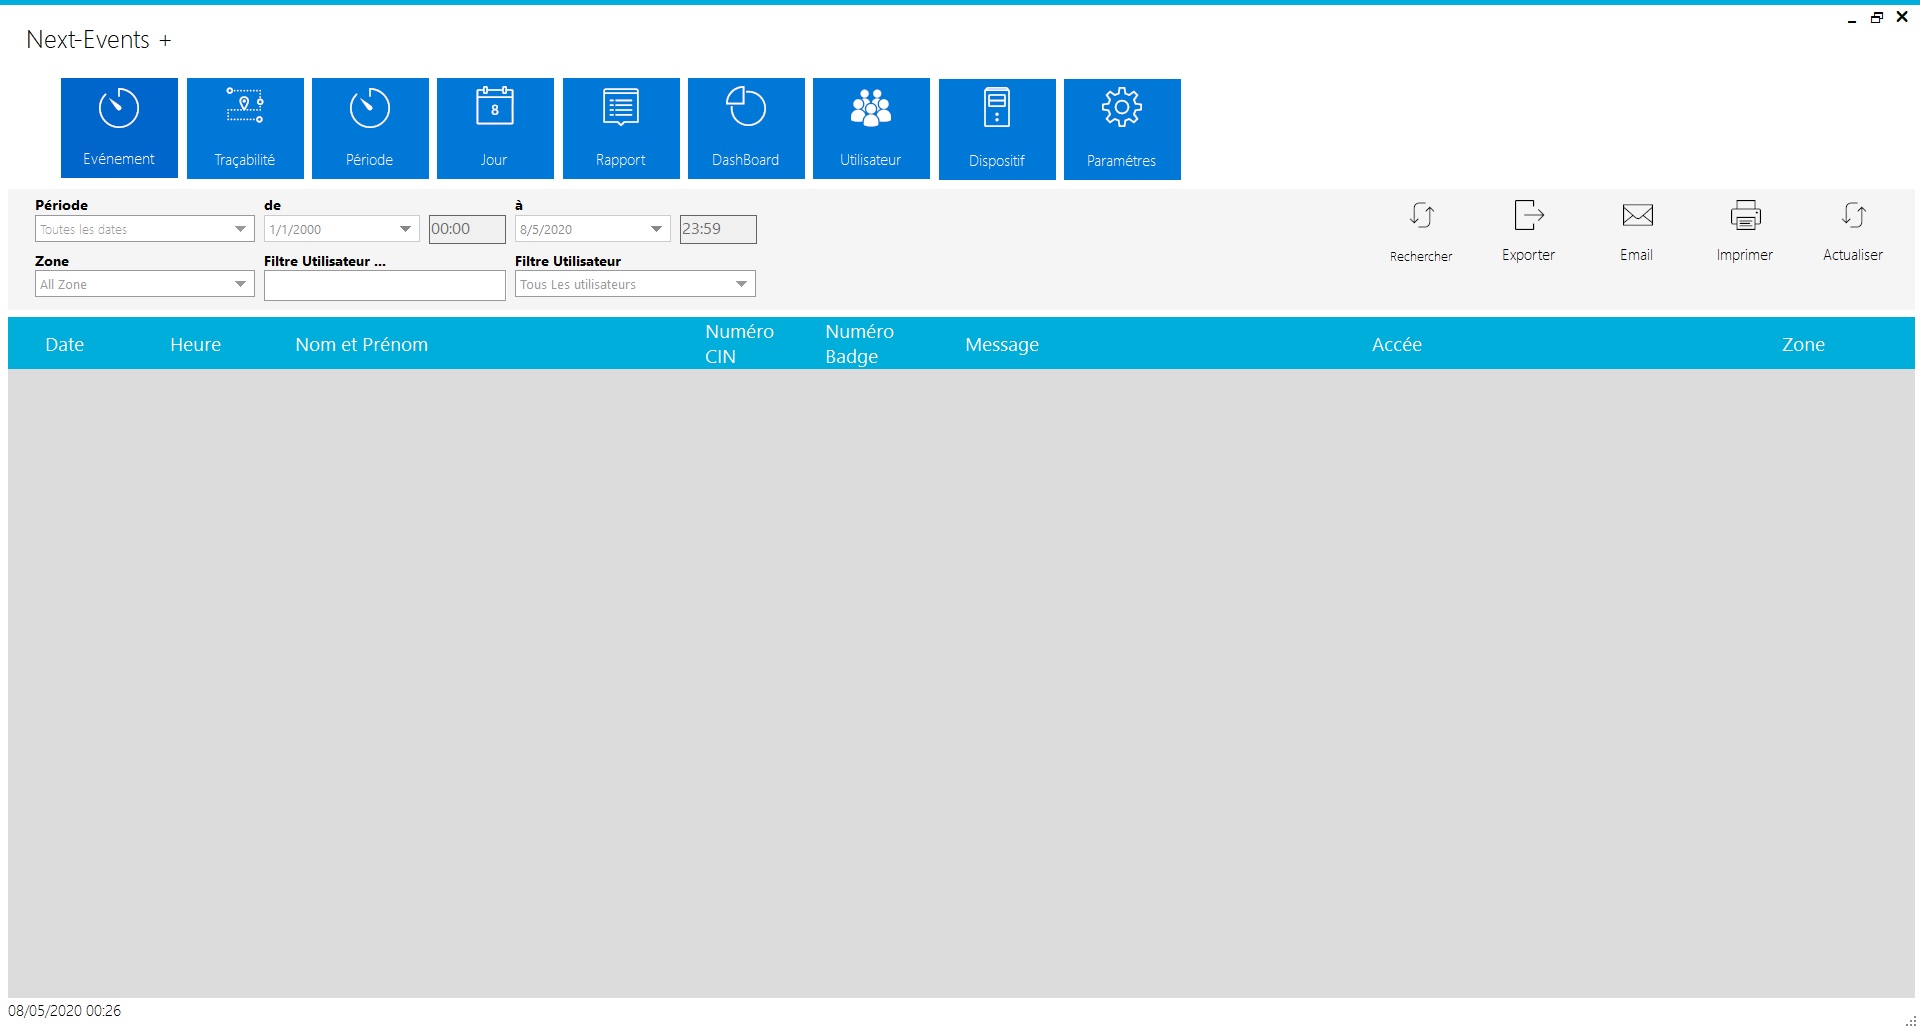 Next-Events +
8
Evénement Traçabilité Période Jour Rapport DashBoard Utilisateur Dispositif Paramétres
Période de à
Toutes les dates 1/1/2000 00:00 8/5/2020 23:59
Rechercher Exporter Email Imprimer Actualiser
Zone Filtre Utilisateur ... Filtre Utilisateur
All Zone Tous Les utilisateurs
Date Heure Nom et Prénom Numéro CIN Numéro Badge Message Accée Zone
08/05/2020 00:26